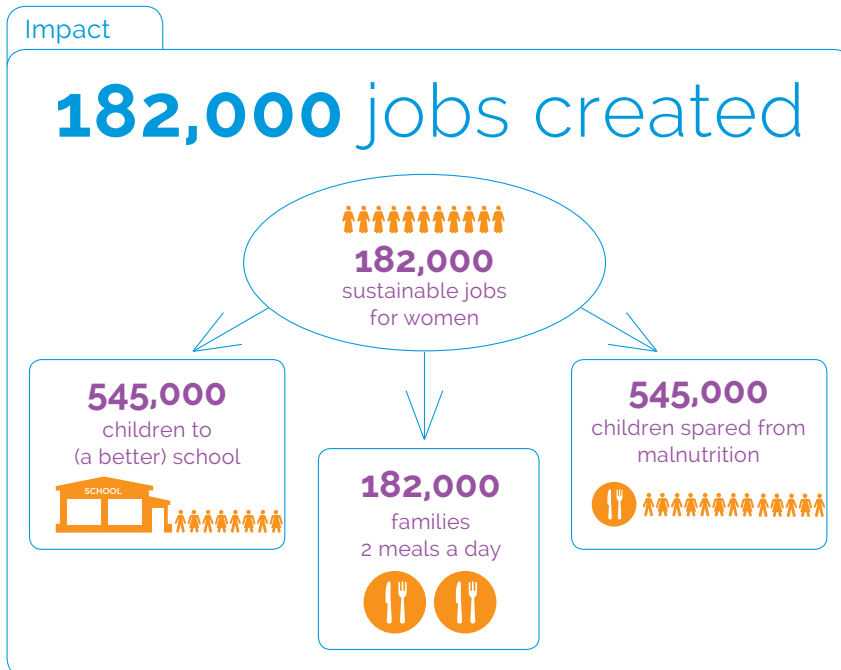 Impact
182,000 jobs created
182,000
sustainable jobs
for women
545,000
children to
(a better) school
SCHOOL
182,000
families
2 meals a day
545,000
children spared from
malnutrition